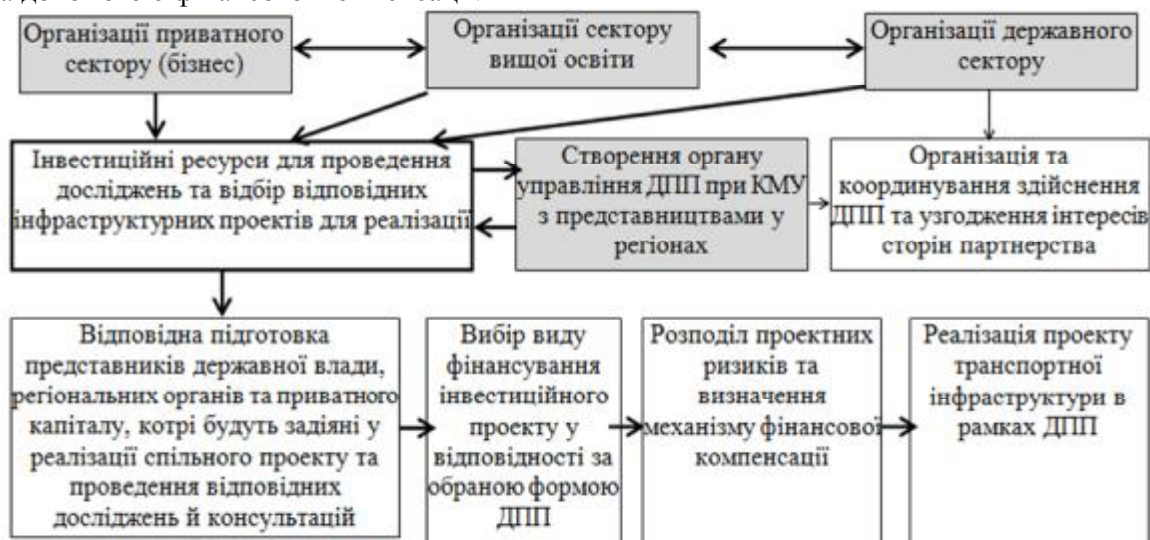 Організації приватного
сектору (бізнес)
Організації сектору
вищої освіти
Організації державного
сектору
Інвестиційні ресурси для проведення
досліджень та відбір відповідних
інфраструктурних проектів для реалізації
Створення органу
управління ДПП при КМУ
з представництвами у
регіонах
Організація та
координування здійснення
ДПП та узгодження інтересів
сторін партнерства
Відповідна підготовка
представників державної влади,
регіональних органів та приватного
капіталу, котрі будуть задіяні у
реалізації спільного проекту та
проведення відповідних
досліджень й консультацій
Вибір виду
фінансування
інвестиційного
проекту у
відповідності за
обраною формою
ДПП
Розподіл проектних
ризиків та
визначення
механізму фінансової
компенсації
Реалізація проекту
транспортної
інфраструктури в
рамках ДПП